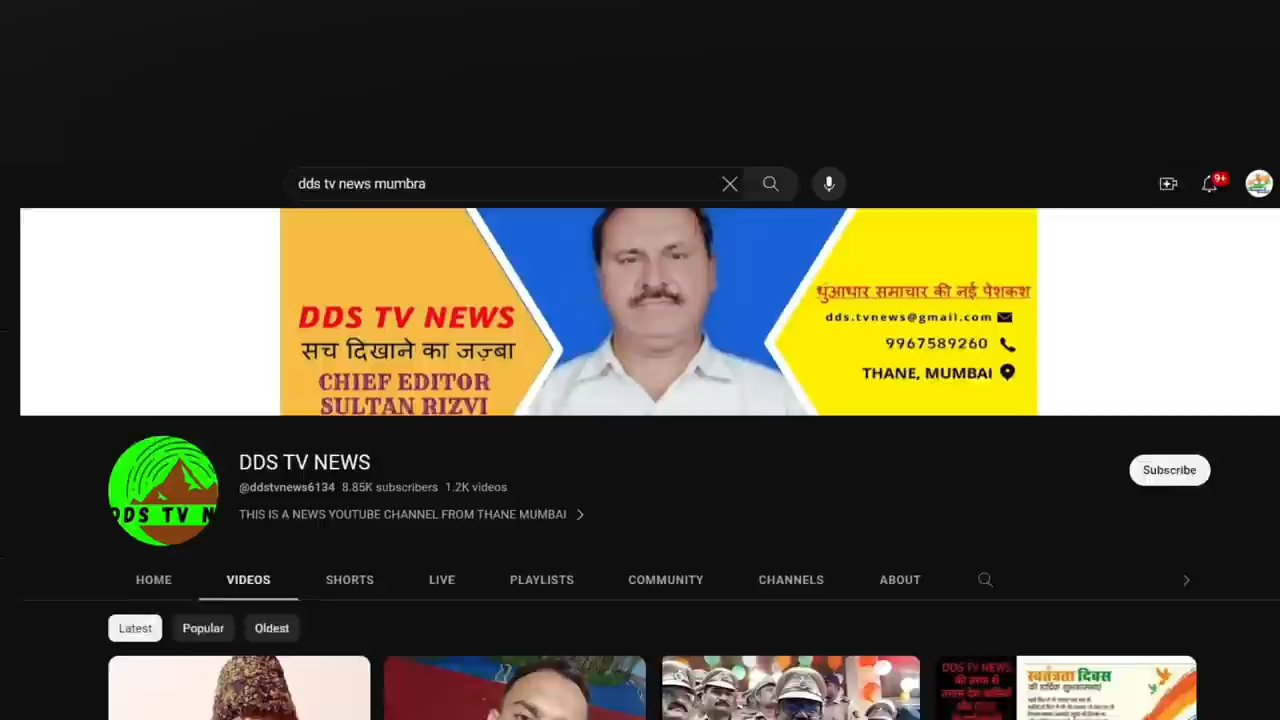 dds tv news mumbra
9+
DDS TV NEWS
सच दिखाने का जज़्बा
CHIEF EDITOR
SULTAN RIZVI
धुंआधार समाचार की नई पेशकश
dds.tvnews@gmail.com
9967589260
THANE, MUMBAI
DDS TV N
DDS TV NEWS
@ddstvnews6134 8.85K subscribers 1.2K videos
THIS IS A NEWS YOUTUBE CHANNEL FROM THANE MUMBAI
Subscribe
HOME VIDEOS SHORTS LIVE PLAYLISTS COMMUNITY CHANNELS ABOUT
Latest Popular Oldest
DDS TV NEWS
की तरफ से
स्वतंत्रता दिवस
की हार्दिक शुभकामनाएं